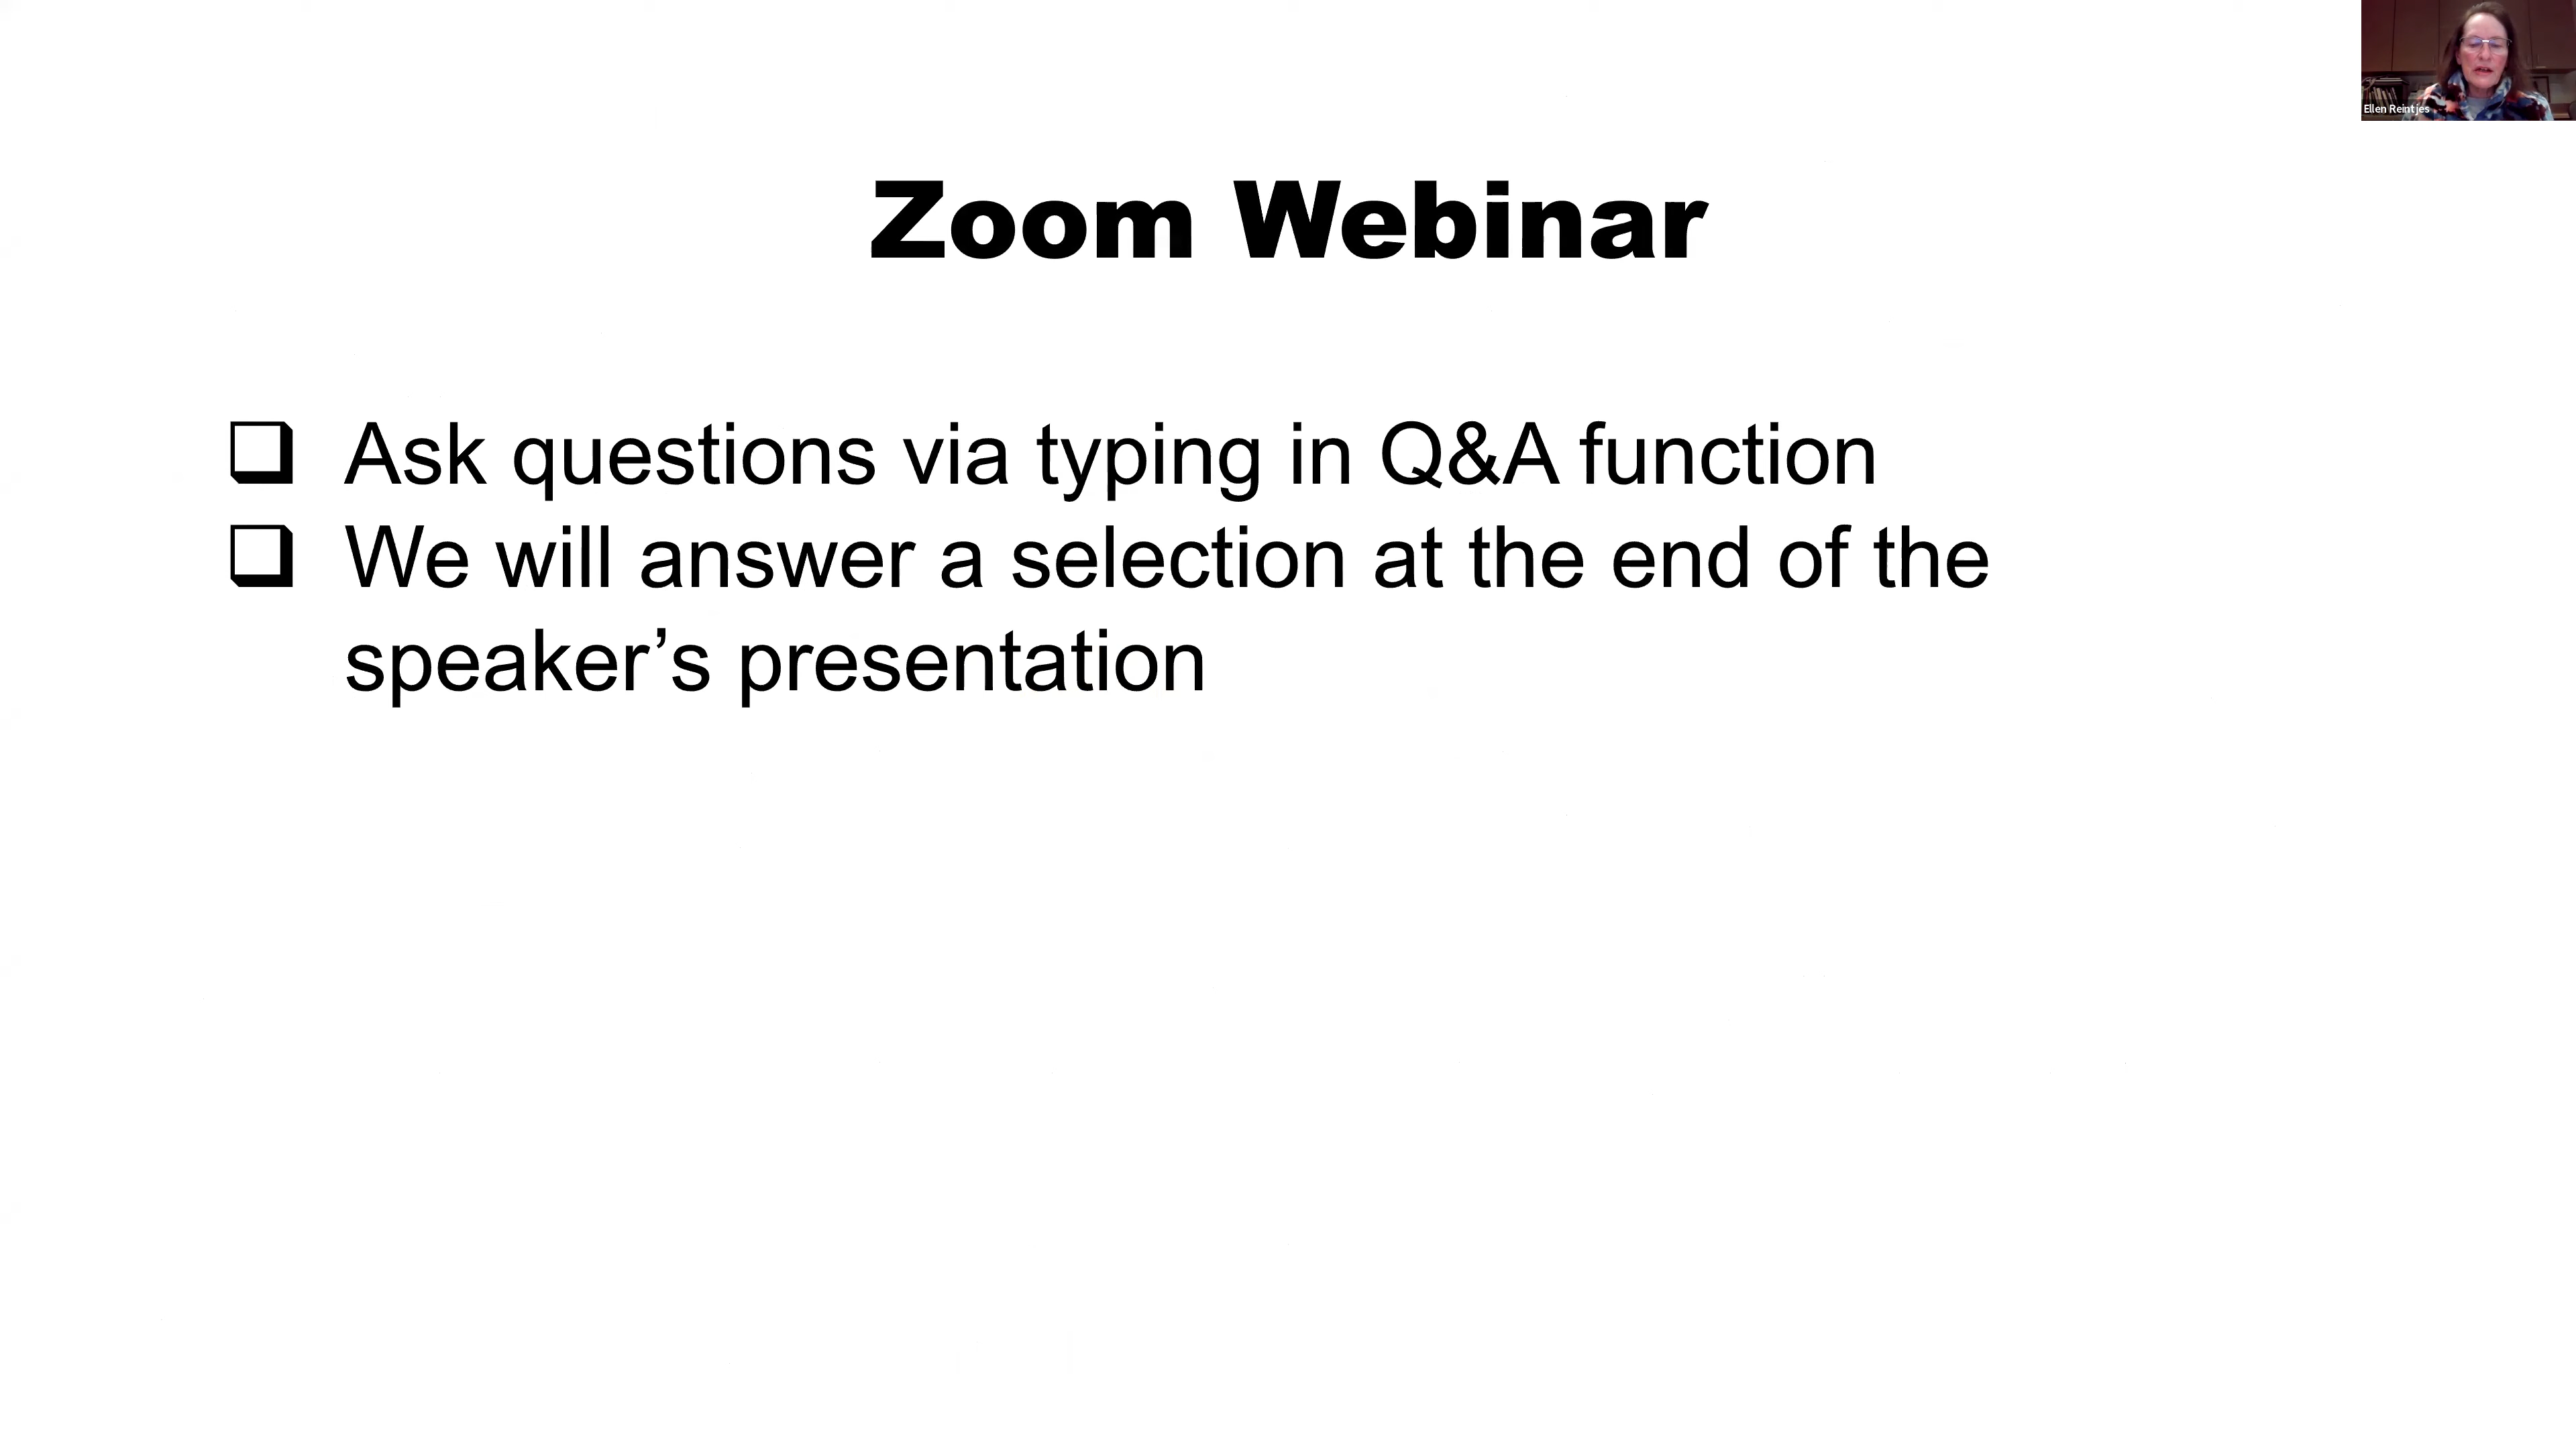 Ellen Reintjes
Zoom Webinar
Ask questions via typing in Q&A function
We will answer a selection at the end of the
speaker’s presentation